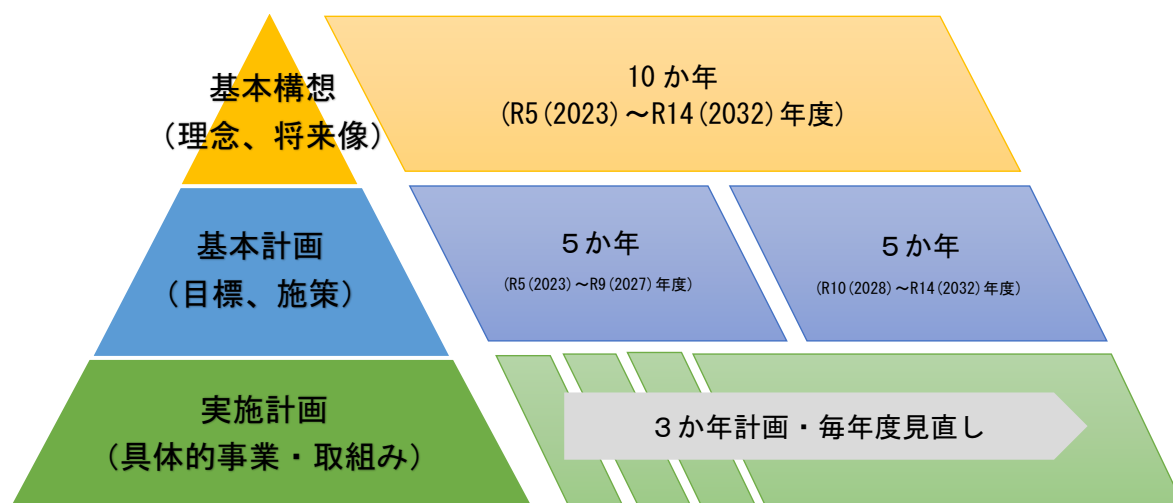 基本構想
(理念、将来像)
10 か年
(R5(2023)～R14(2032)年度)
基本計画
(目標、施策)
５か年
(R5(2023)～R9(2027)年度)
５か年
(R10(2028)～R14(2032)年度)
実施計画
(具体的事業・取組み)
３か年計画・毎年度見直し